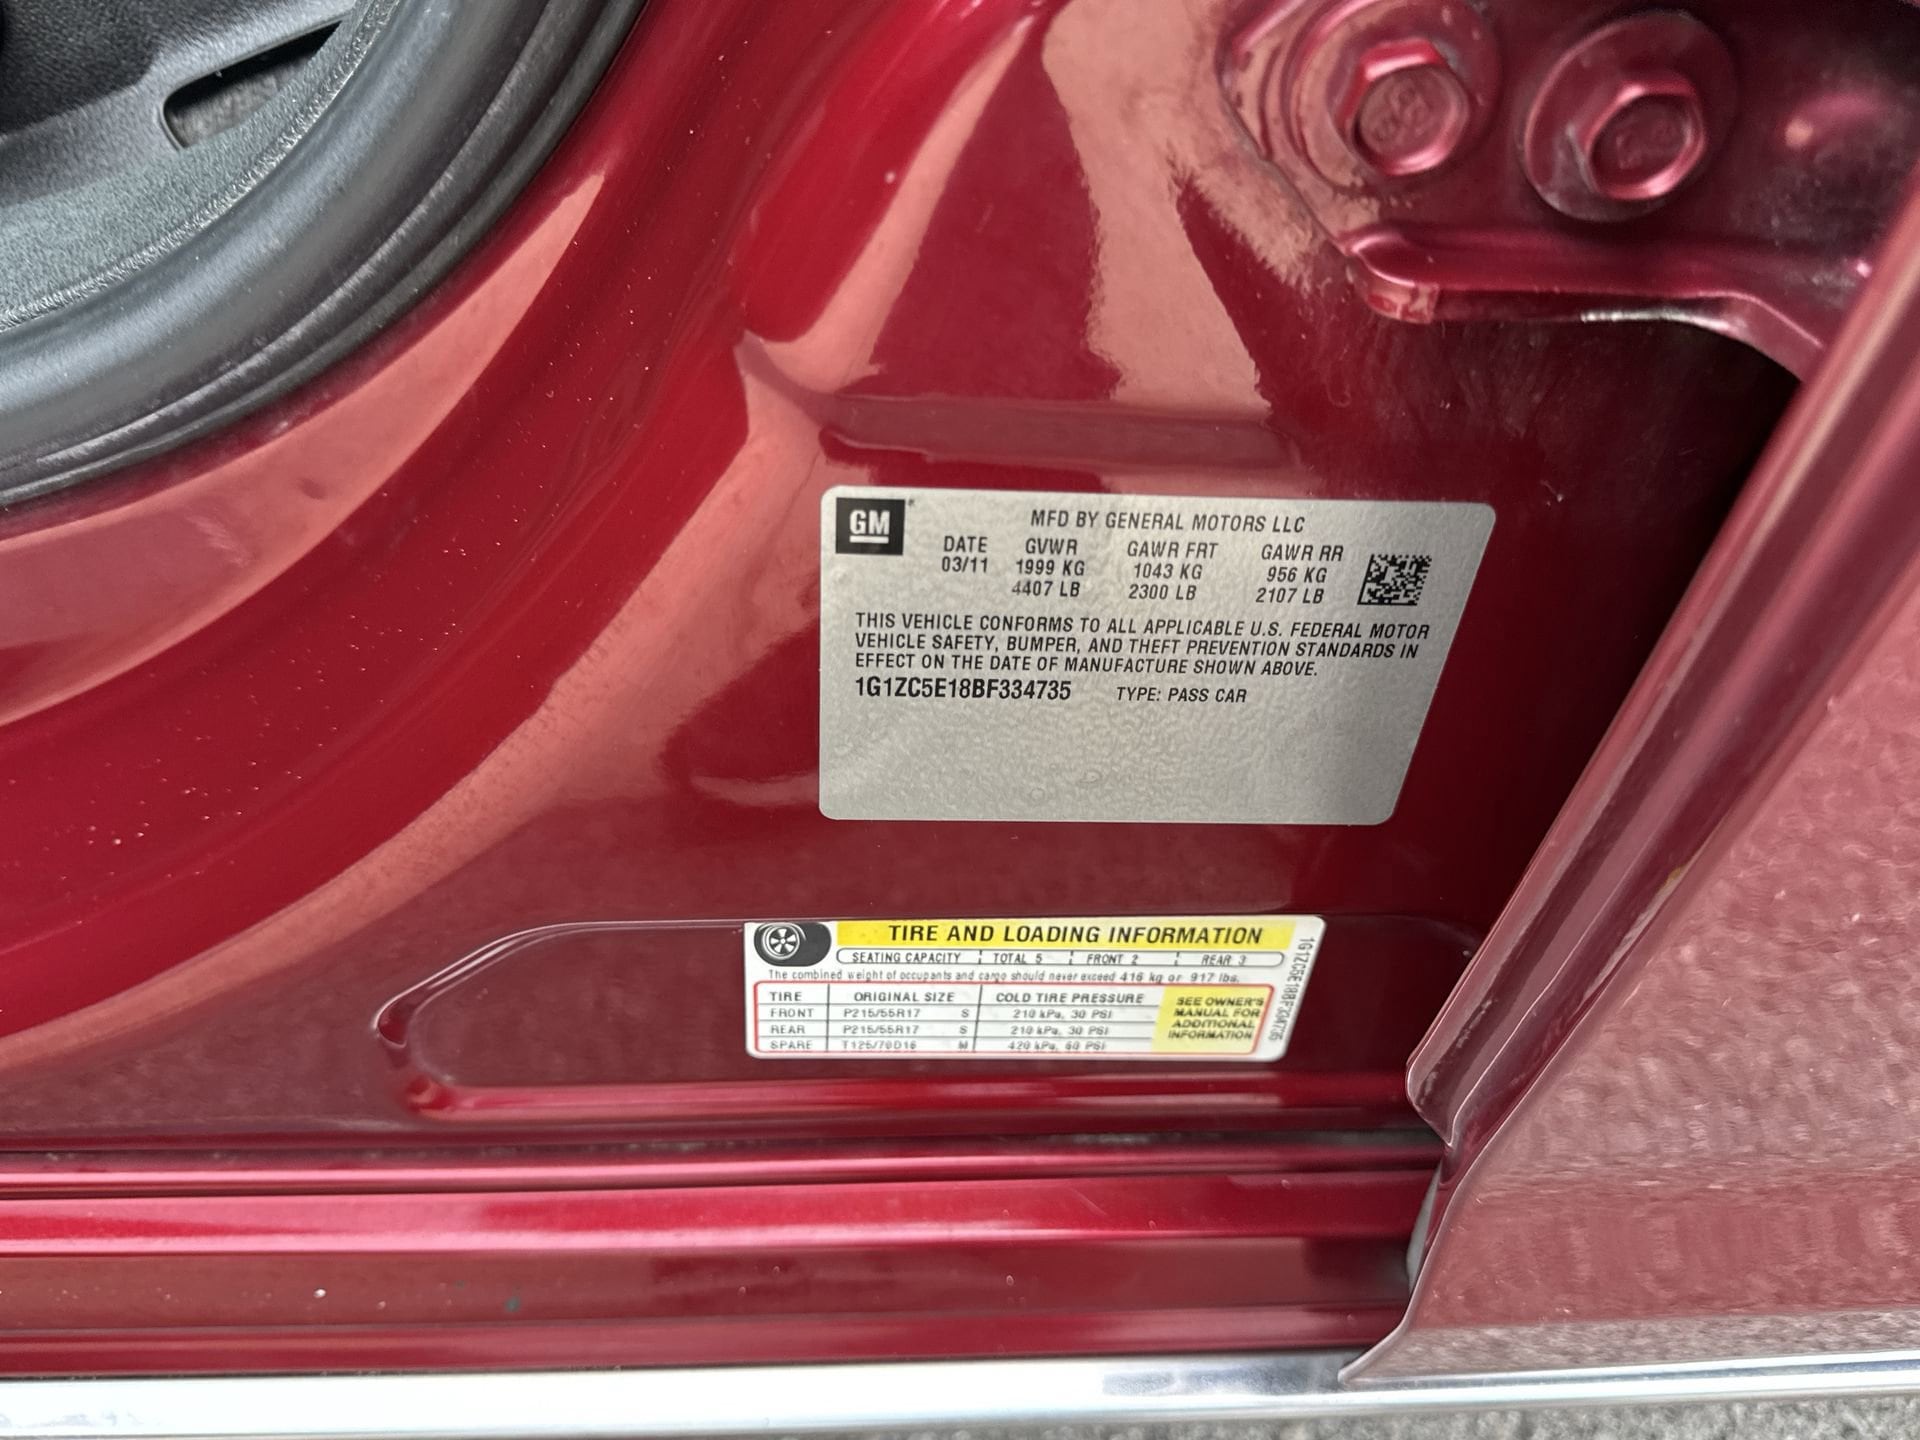 GM
MFD BY GENERAL MOTORS LLC
DATE GVWR GAWR FRT GAWR RR
03/11 1999 KG 1043 KG 956 KG
4407 LB 2300 LB 2107 LB
THIS VEHICLE CONFORMS TO ALL APPLICABLE U.S. FEDERAL MOTOR
VEHICLE SAFETY, BUMPER, AND THEFT PREVENTION STANDARDS IN
EFFECT ON THE DATE OF MANUFACTURE SHOWN ABOVE.
1G1ZC5E18BF334735 TYPE: PASS CAR
TIRE AND LOADING INFORMATION
SEATING CAPACITY TOTAL 5 FRONT 2 REAR 3
The combined weight of occupants and cargo should never exceed 416 kg or 917 lbs.
TIRE ORIGINAL SIZE COLD TIRE PRESSURE
FRONT P215/55R17 S 210 kPa, 30 PSI
REAR P215/55R17 S 210 kPa, 30 PSI
SPARE T125/70D16 M 420 kPa, 60 PSI
SEE OWNER'S
MANUAL FOR
ADDITIONAL
INFORMATION
1G1ZC5E18BF334735